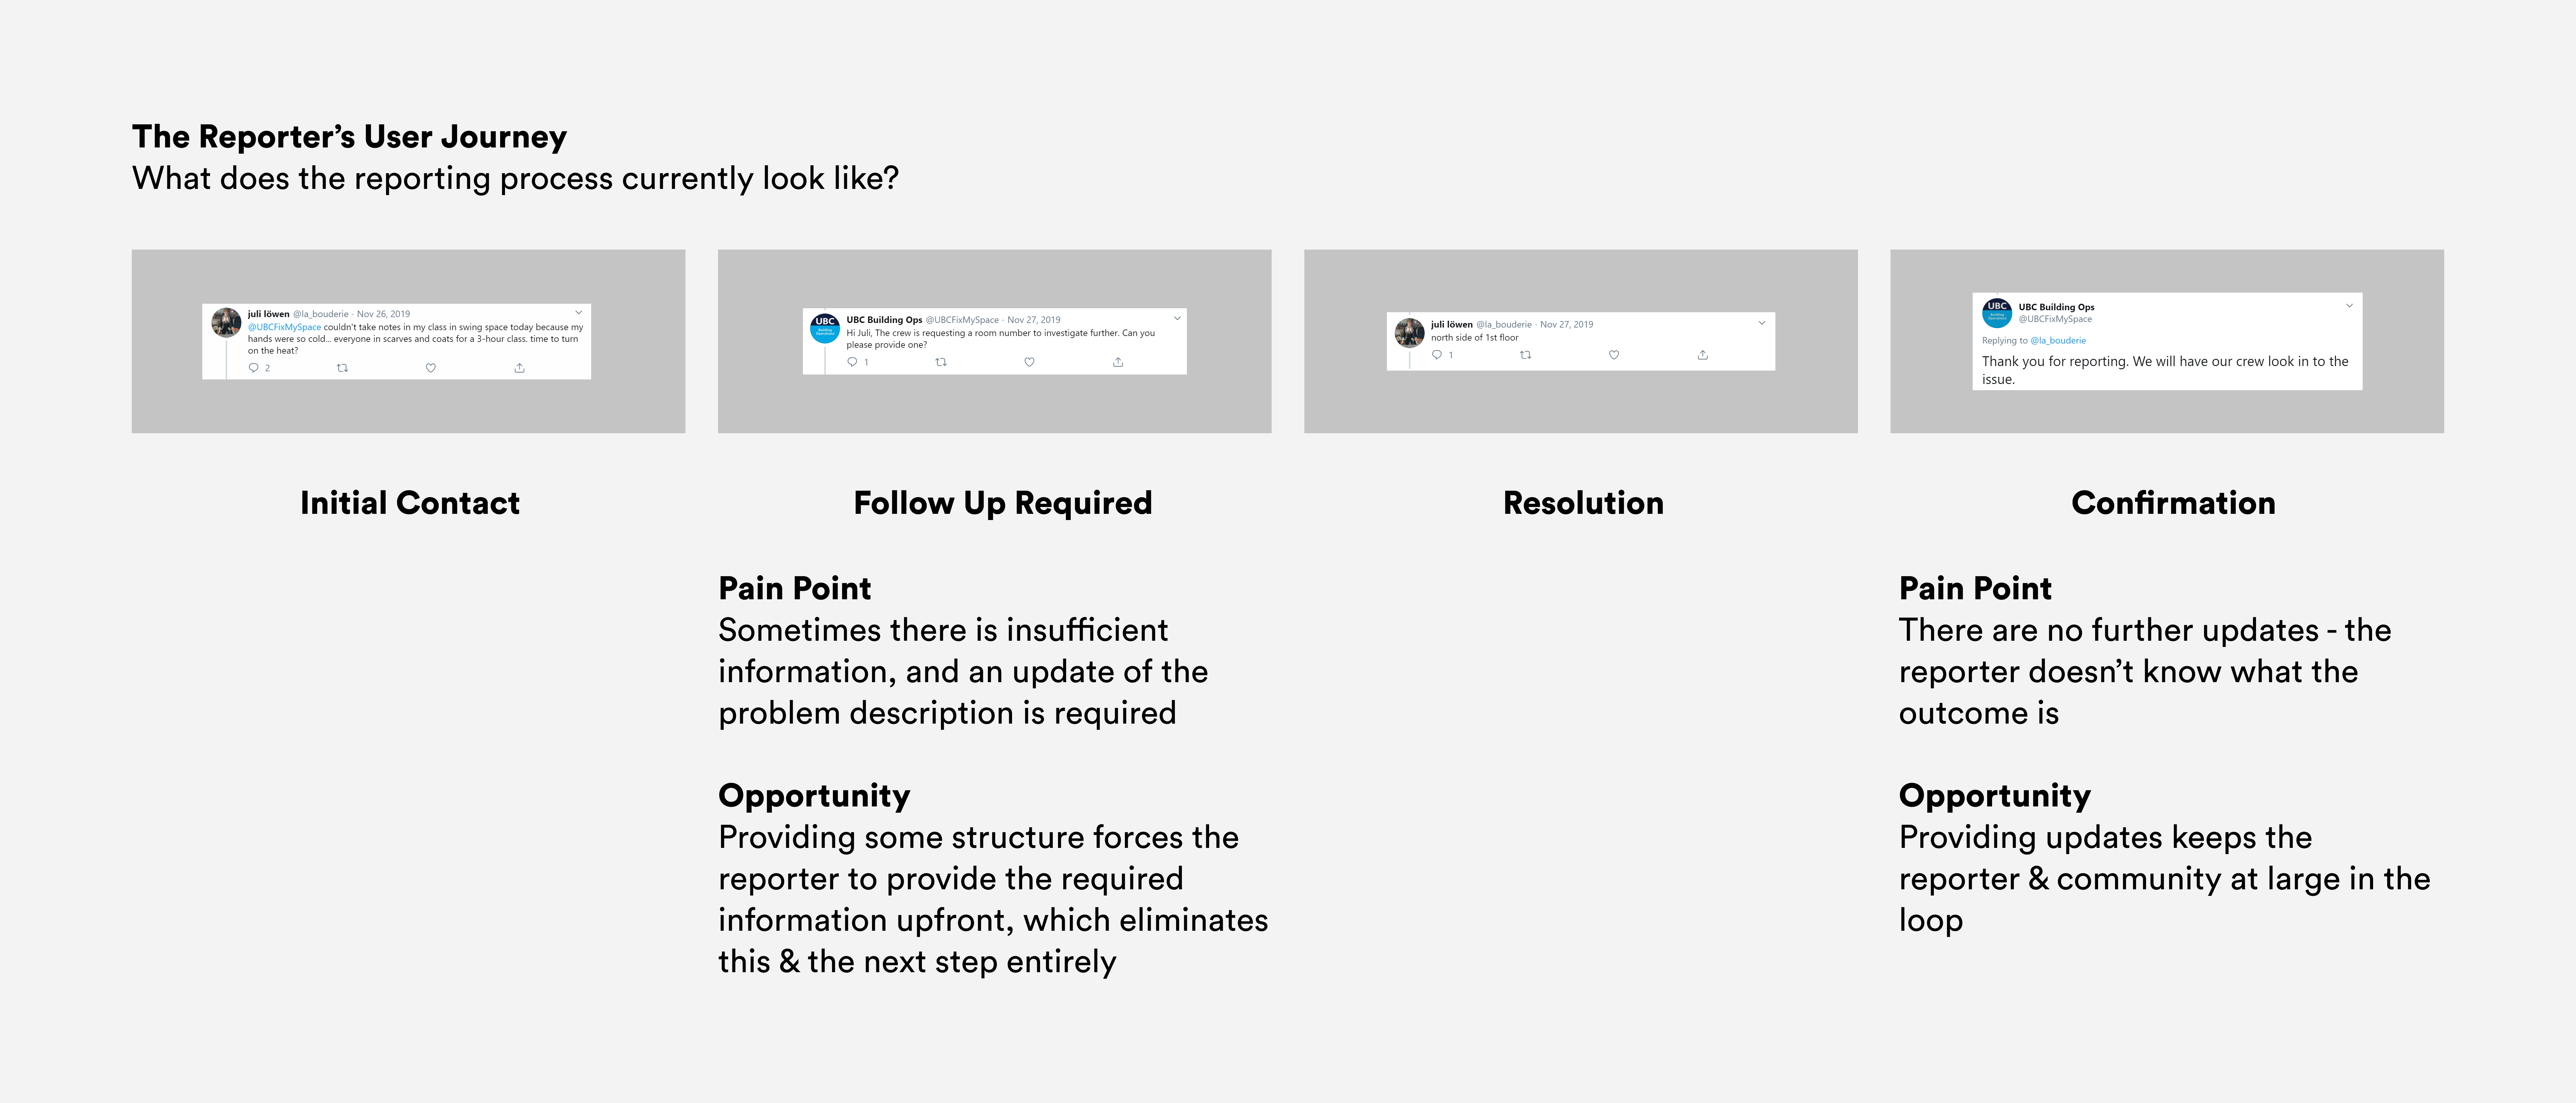 The Reporter’s User Journey
What does the reporting process currently look like?
juli löwen @la_bouderie · Nov 26, 2019
@UBCFixMySpace couldn't take notes in my class in swing space today because my
hands were so cold... everyone in scarves and coats for a 3-hour class. time to turn
on the heat?
2
UBC Building Operations
UBC Building Ops @UBCFixMySpace · Nov 27, 2019
Hi Juli, The crew is requesting a room number to investigate further. Can you
please provide one?
1
juli löwen @la_bouderie · Nov 27, 2019
north side of 1st floor
1
UBC Building Operations
UBC Building Ops
@UBCFixMySpace
Replying to @la_bouderie
Thank you for reporting. We will have our crew look in to the
issue.
Initial Contact
Follow Up Required
Resolution
Confirmation
Pain Point
Sometimes there is insufficient
information, and an update of the
problem description is required
Opportunity
Providing some structure forces the
reporter to provide the required
information upfront, which eliminates
this & the next step entirely
Pain Point
There are no further updates - the
reporter doesn’t know what the
outcome is
Opportunity
Providing updates keeps the
reporter & community at large in the
loop